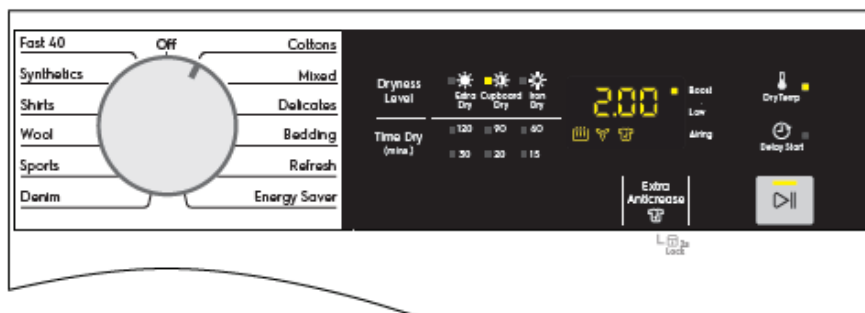 Fast 40
Off
Cottons
Synthetics
Mixed
Shirts
Delicates
Wool
Bedding
Sports
Refresh
Denim
Energy Saver
Dryness
Level
Extra
Dry
Cupboard
Dry
Iron
Dry
Time Dry
(mins.)
120 90 60
30 20 15
2.00
Boost
Low
Airing
DryTemp
Delay Start
Extra
Anticrease
3s
Lock